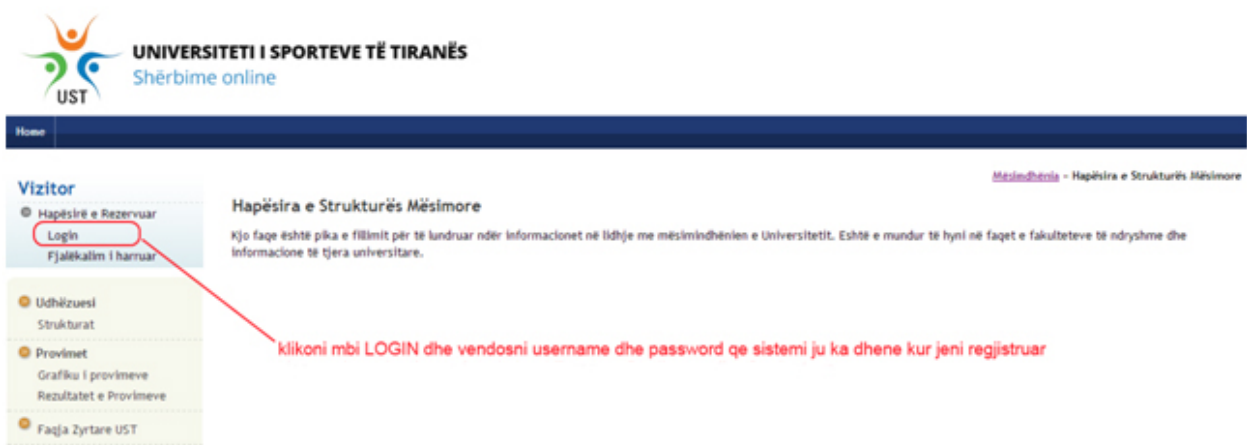 UNIVERSITETI I SPORTEVE TË TIRANËS
Shërbime online
UST
Home
Mësimdhënia - Hapësira e Strukturës Mësimore
Vizitor
Hapësirë e Rezervuar
Login
Fjalëkalim i harruar
Hapësira e Strukturës Mësimore
Kjo faqe është pika e fillimit për të lundruar ndër informacionet në lidhje me mësimindhënien e Universitetit. Eshtë e mundur të hyni në faqet e fakulteteve të ndryshme dhe
informacione të tjera universitare.
Udhëzuesi
Strukturat
klikoni mbi LOGIN dhe vendosni username dhe password qe sistemi ju ka dhene kur jeni regjistruar
Provimet
Grafiku i provimeve
Rezultatet e Provimeve
Faqja Zyrtare UST